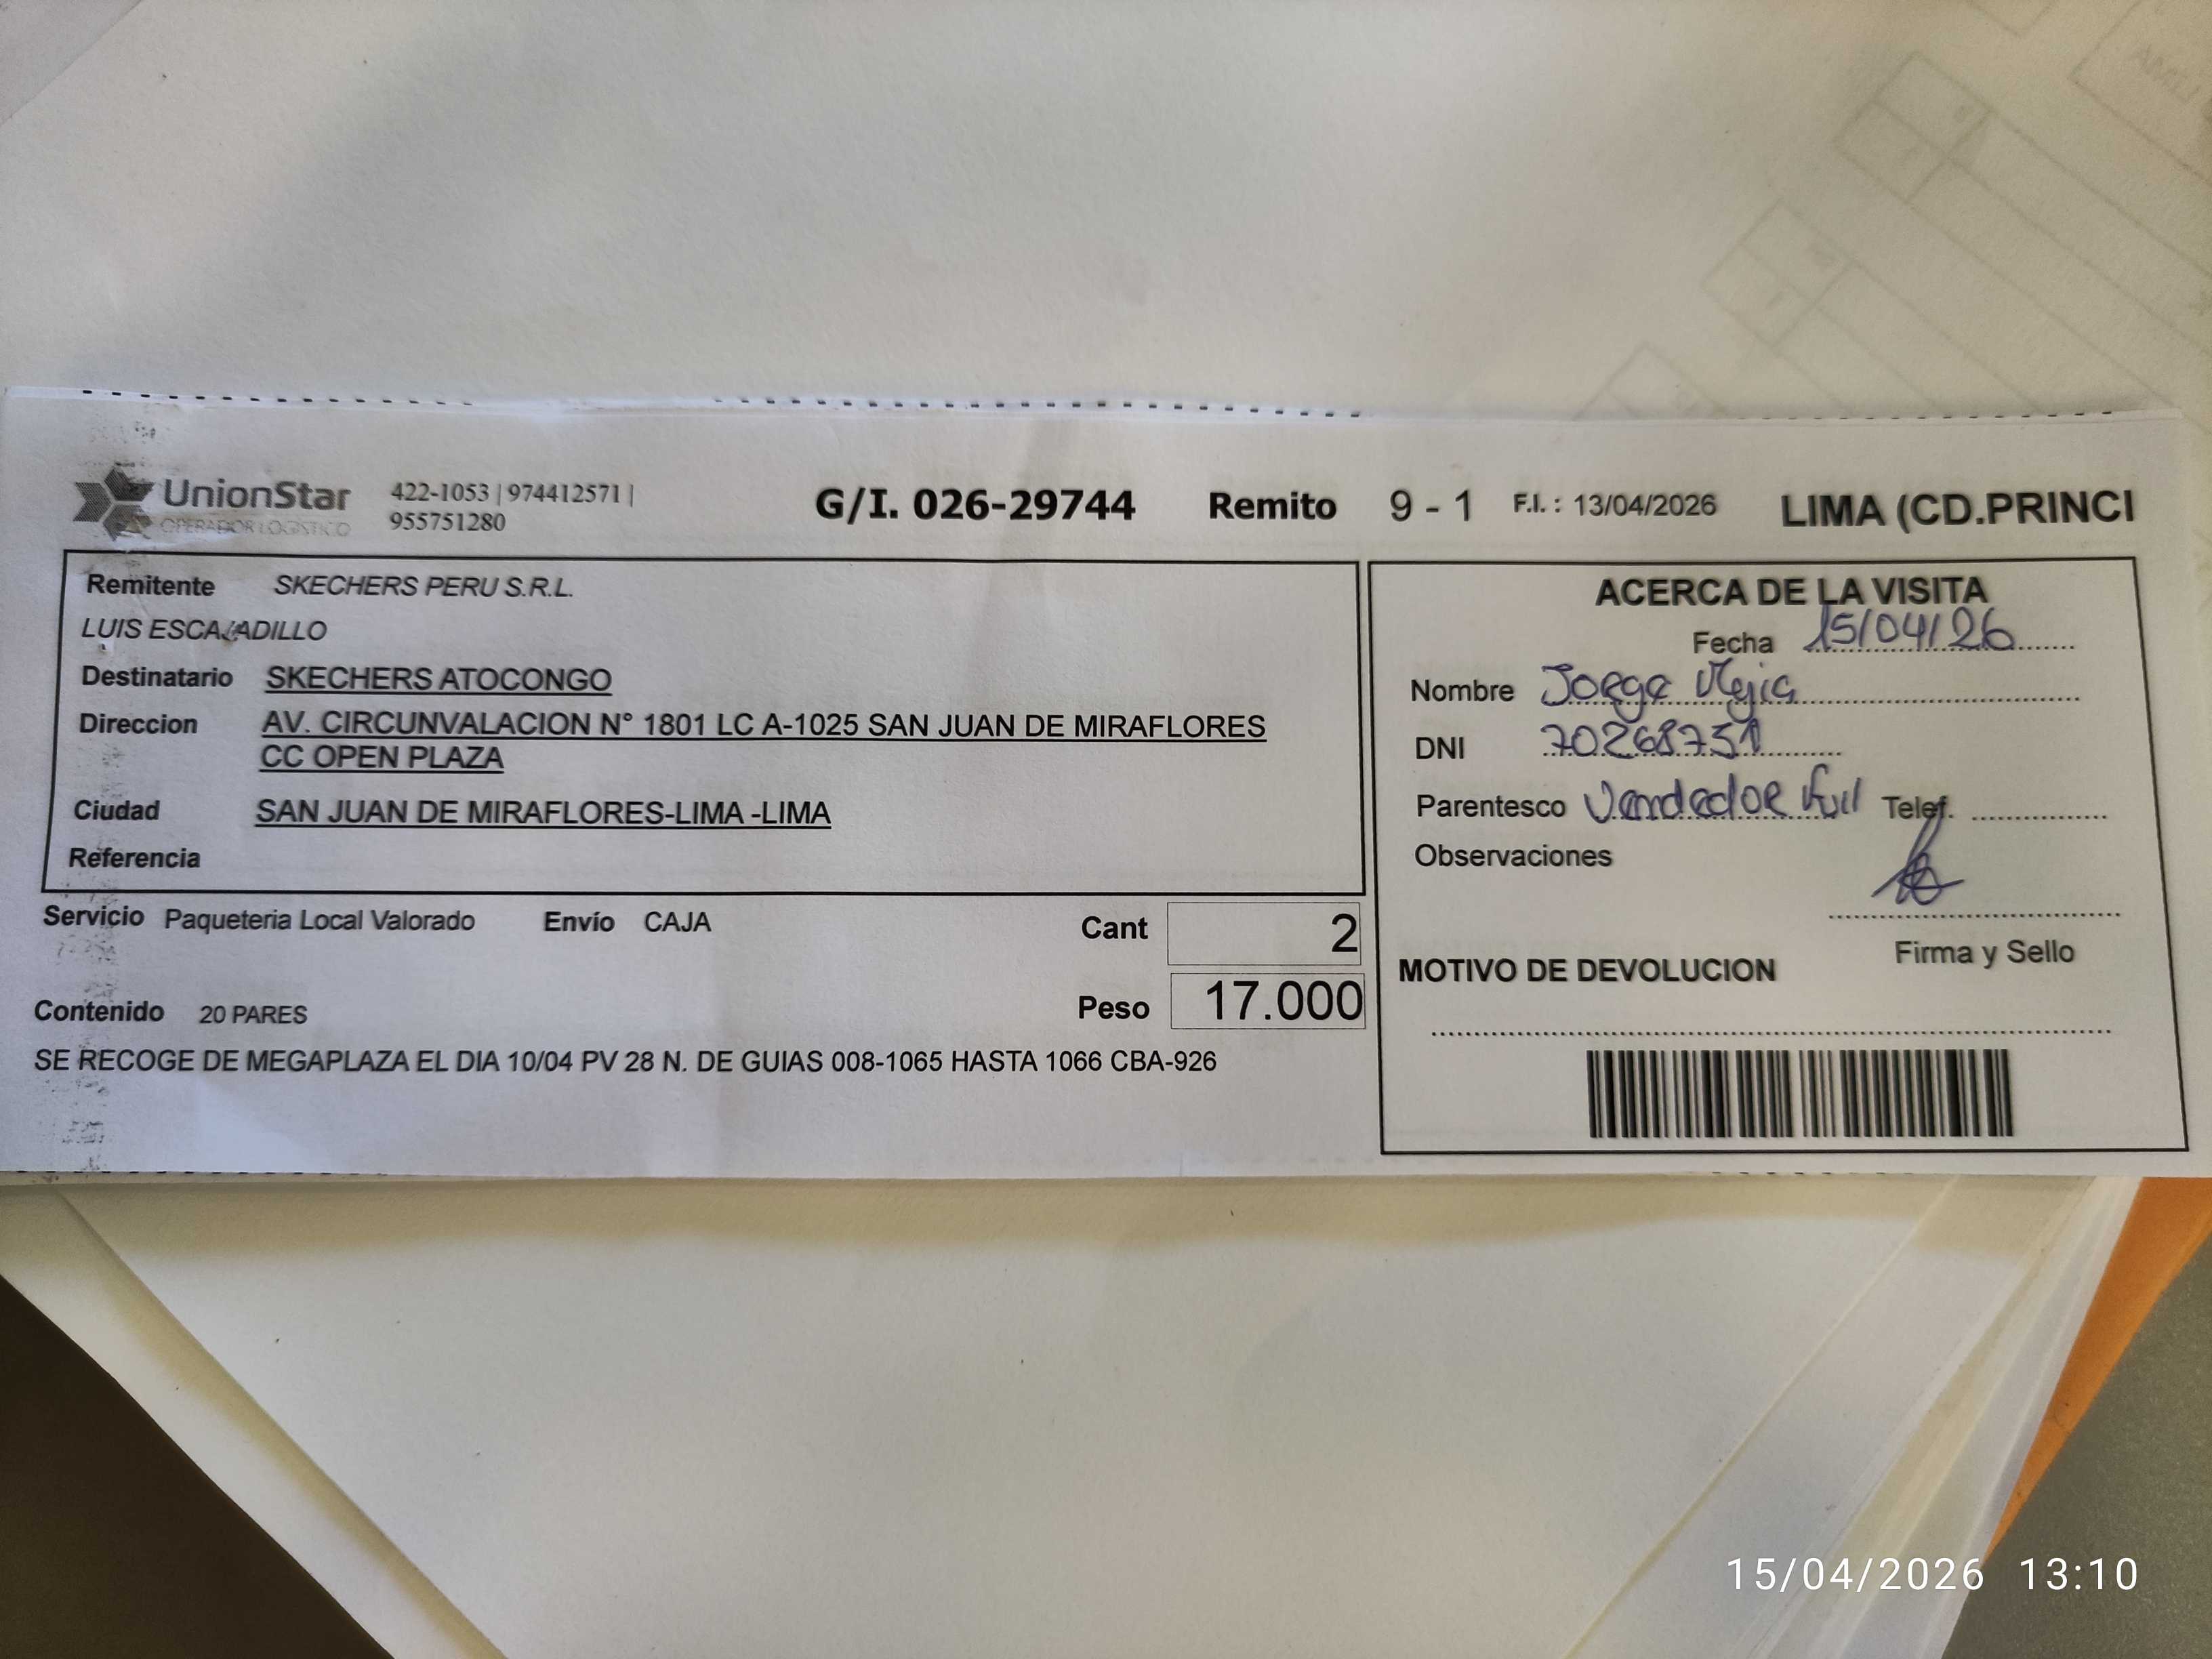 UnionStar
OPERADOR LOGISTICO
422-1053 | 974412571 |
955751280
G/I. 026-29744 Remito 9 - 1 F.I. : 13/04/2026 LIMA (CD.PRINCI
Remitente SKECHERS PERU S.R.L.
LUIS ESCAJADILLO
Destinatario SKECHERS ATOCONGO
Direccion AV. CIRCUNVALACION N° 1801 LC A-1025 SAN JUAN DE MIRAFLORES
CC OPEN PLAZA
Ciudad SAN JUAN DE MIRAFLORES-LIMA -LIMA
Referencia
Servicio Paqueteria Local Valorado Envío CAJA
Cant 2
Peso 17.000
Contenido 20 PARES
SE RECOGE DE MEGAPLAZA EL DIA 10/04 PV 28 N. DE GUIAS 008-1065 HASTA 1066 CBA-926
ACERCA DE LA VISITA
Fecha 15/04/26
Nombre Jorge Mejia
DNI 70268751
Parentesco Vendedor full Telef.
Observaciones
Firma y Sello
MOTIVO DE DEVOLUCION
15/04/2026 13:10